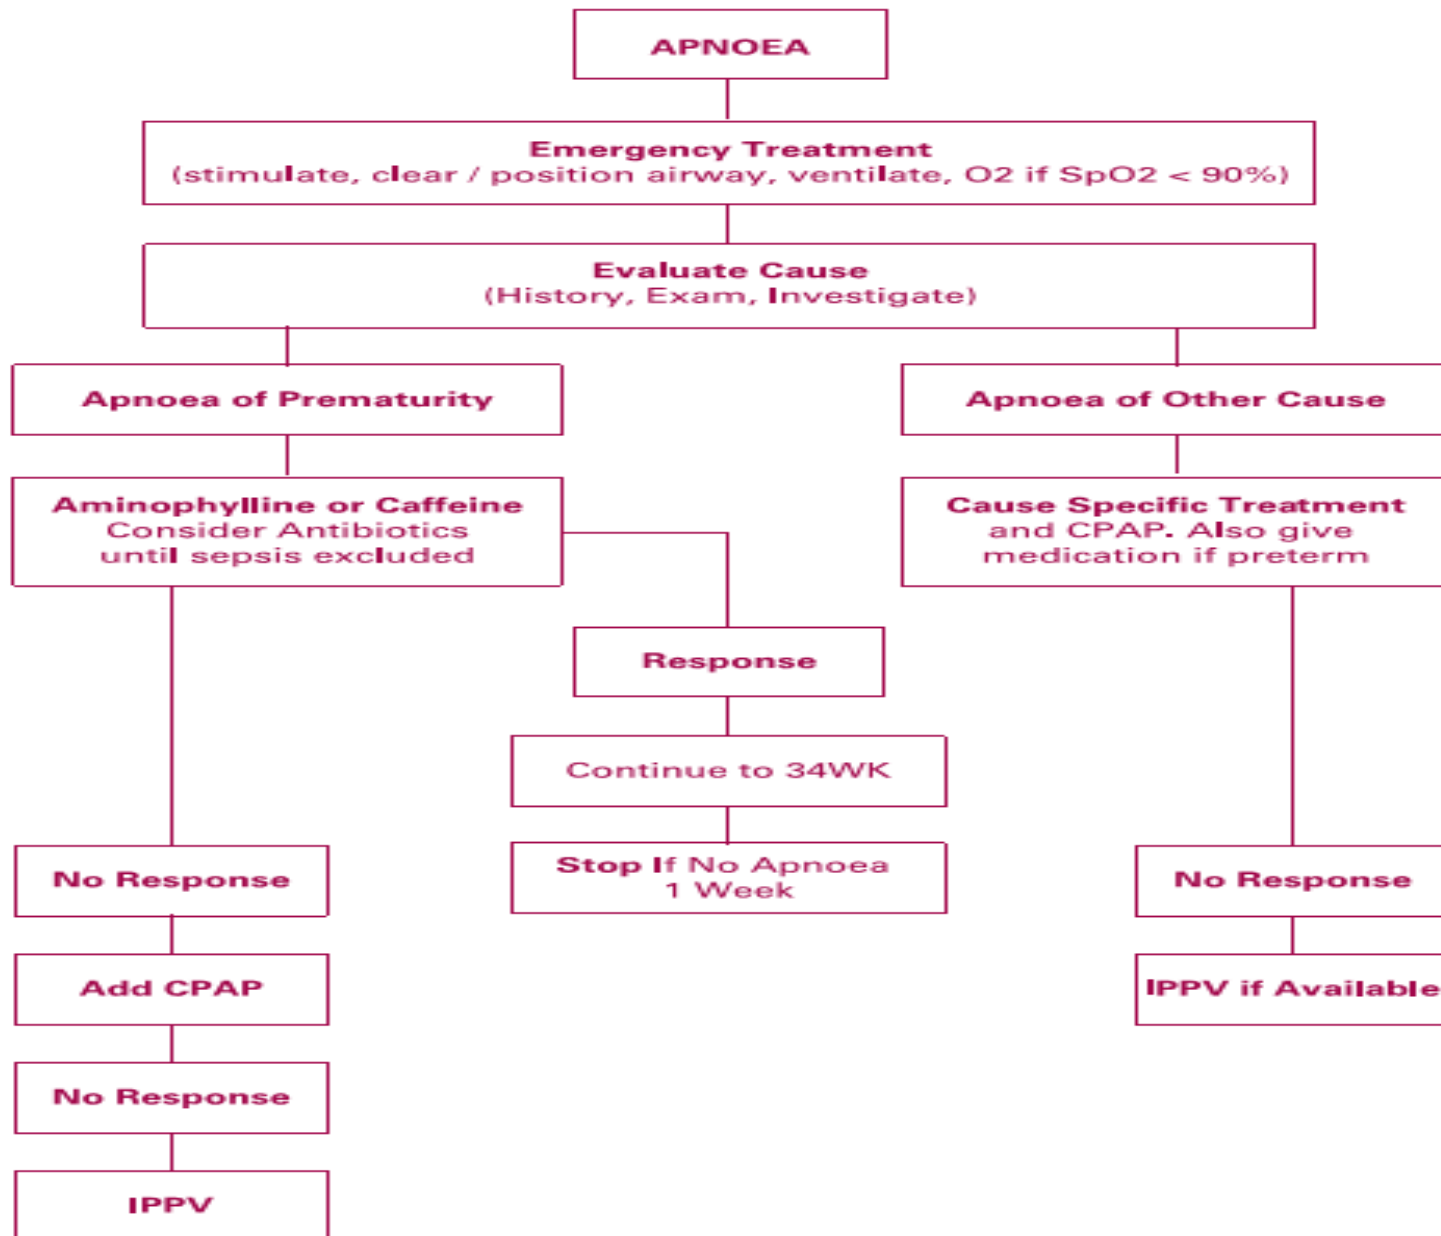 APNOEA
Emergency Treatment
(stimulate, clear / position airway, ventilate, O2 if SpO2 < 90%)
Evaluate Cause
(History, Exam, Investigate)
Apnoea of Prematurity
Apnoea of Other Cause
Aminophylline or Caffeine
Consider Antibiotics
until sepsis excluded
Cause Specific Treatment
and CPAP. Also give
medication if preterm
Response
Continue to 34WK
Stop If No Apnoea
1 Week
No Response
No Response
Add CPAP
IPPV if Available
No Response
IPPV